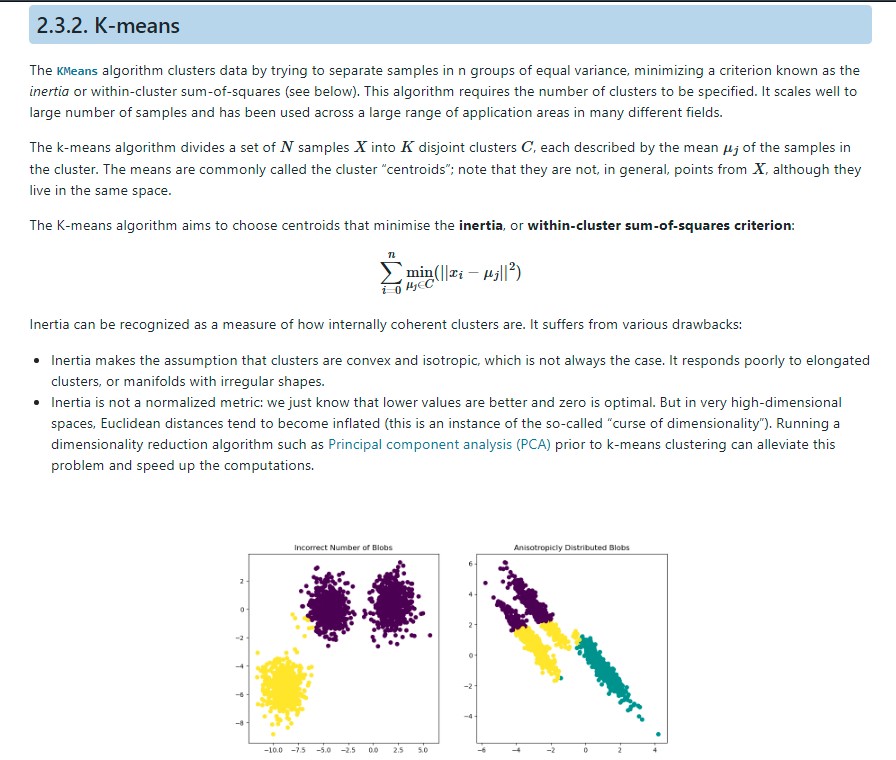 2.3.2. K-means
The KMeans algorithm clusters data by trying to separate samples in n groups of equal variance, minimizing a criterion known as the
inertia or within-cluster sum-of-squares (see below). This algorithm requires the number of clusters to be specified. It scales well to
large number of samples and has been used across a large range of application areas in many different fields.
The k-means algorithm divides a set of N samples X into K disjoint clusters C, each described by the mean μj of the samples in
the cluster. The means are commonly called the cluster “centroids”; note that they are not, in general, points from X, although they
live in the same space.
The K-means algorithm aims to choose centroids that minimise the inertia, or within-cluster sum-of-squares criterion:
n
∑ min(||xi − μj||²)
i=0 μj∈C
Inertia can be recognized as a measure of how internally coherent clusters are. It suffers from various drawbacks:
• Inertia makes the assumption that clusters are convex and isotropic, which is not always the case. It responds poorly to elongated
clusters, or manifolds with irregular shapes.
• Inertia is not a normalized metric: we just know that lower values are better and zero is optimal. But in very high-dimensional
spaces, Euclidean distances tend to become inflated (this is an instance of the so-called “curse of dimensionality”). Running a
dimensionality reduction algorithm such as Principal component analysis (PCA) prior to k-means clustering can alleviate this
problem and speed up the computations.
Incorrect Number of Blobs
2
0
−2
−4
−6
−8
−10.0 −7.5 −5.0 −2.5 0.0 2.5 5.0
Anisotropicly Distributed Blobs
6
4
2
0
−2
−4
−6 −4 −2 0 2 4